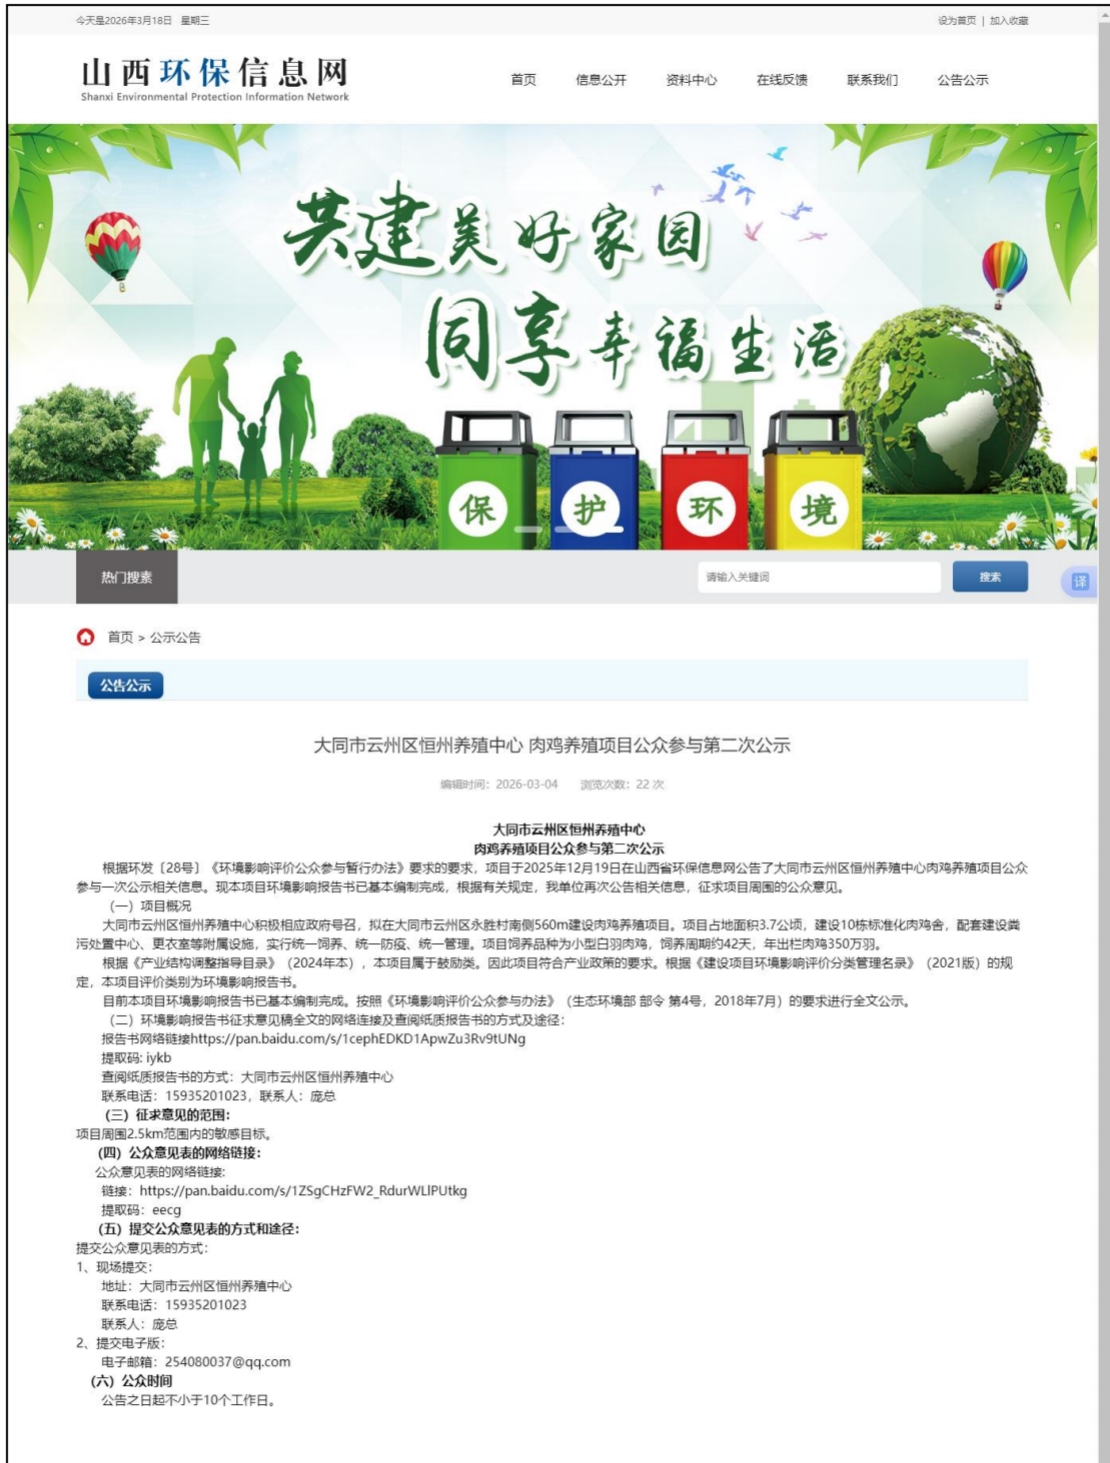 今天是2026年3月18日 星期三
设为首页 | 加入收藏
山西环保信息网
Shanxi Environmental Protection Information Network
首页 信息公开 资料中心 在线反馈 联系我们 公告公示
共建美好家园
同享幸福生活
保 护 环 境
热门搜素
请输入关键词
搜索
译
首页 > 公示公告
公告公示
大同市云州区恒州养殖中心 肉鸡养殖项目公众参与第二次公示
编辑时间：2026-03-04 浏览次数：22 次
大同市云州区恒州养殖中心
肉鸡养殖项目公众参与第二次公示
根据环发〔28号〕《环境影响评价公众参与暂行办法》要求的要求，项目于2025年12月19日在山西省环保信息网公告了大同市云州区恒州养殖中心肉鸡养殖项目公众
参与一次公示相关信息。现本项目环境影响报告书已基本编制完成，根据有关规定，我单位再次公告相关信息，征求项目周围的公众意见。
（一）项目概况
大同市云州区恒州养殖中心积极相应政府号召，拟在大同市云州区永胜村南侧560m建设肉鸡养殖项目。项目占地面积3.7公顷，建设10栋标准化肉鸡舍，配套建设粪
污处置中心、更衣室等附属设施，实行统一饲养、统一防疫、统一管理。项目饲养品种为小型白羽肉鸡，饲养周期约42天，年出栏肉鸡350万羽。
根据《产业结构调整指导目录》（2024年本），本项目属于鼓励类。因此项目符合产业政策的要求。根据《建设项目环境影响评价分类管理名录》（2021版）的规
定，本项目评价类别为环境影响报告书。
目前本项目环境影响报告书已基本编制完成。按照《环境影响评价公众参与办法》（生态环境部 部令 第4号，2018年7月）的要求进行全文公示。
（二）环境影响报告书征求意见稿全文的网络连接及查阅纸质报告书的方式及途径：
报告书网络链接https://pan.baidu.com/s/1cephEDKD1ApwZu3Rv9tUNg
提取码: iykb
查阅纸质报告书的方式：大同市云州区恒州养殖中心
联系电话：15935201023，联系人：庞总
（三）征求意见的范围：
项目周围2.5km范围内的敏感目标。
（四）公众意见表的网络链接：
公众意见表的网络链接:
链接：https://pan.baidu.com/s/1ZSgCHzFW2_RdurWLlPUtkg
提取码：eecg
（五）提交公众意见表的方式和途径：
提交公众意见表的方式：
1、现场提交：
地址：大同市云州区恒州养殖中心
联系电话：15935201023
联系人：庞总
2、提交电子版：
电子邮箱：254080037@qq.com
（六）公众时间
公告之日起不小于10个工作日。